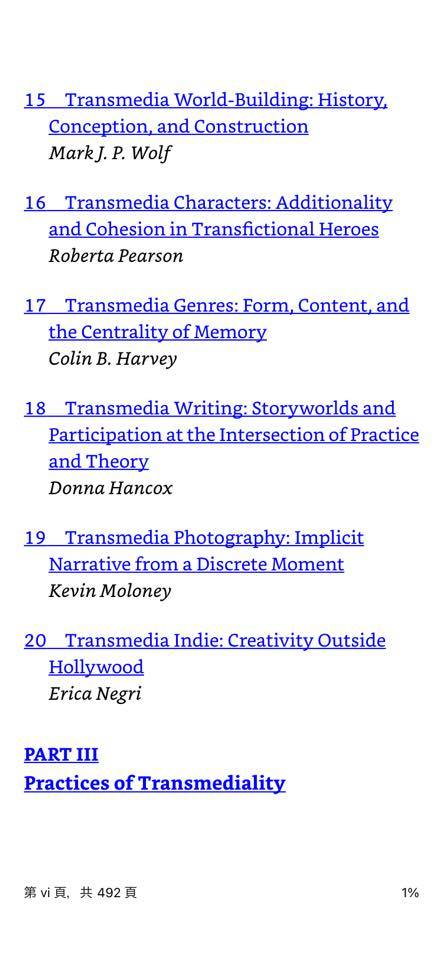 15 Transmedia World-Building: History,
Conception, and Construction
Mark J. P. Wolf
16 Transmedia Characters: Additionality
and Cohesion in Transfictional Heroes
Roberta Pearson
17 Transmedia Genres: Form, Content, and
the Centrality of Memory
Colin B. Harvey
18 Transmedia Writing: Storyworlds and
Participation at the Intersection of Practice
and Theory
Donna Hancox
19 Transmedia Photography: Implicit
Narrative from a Discrete Moment
Kevin Moloney
20 Transmedia Indie: Creativity Outside
Hollywood
Erica Negri
PART III
Practices of Transmediality
第 vi 頁，共 492 頁 1%